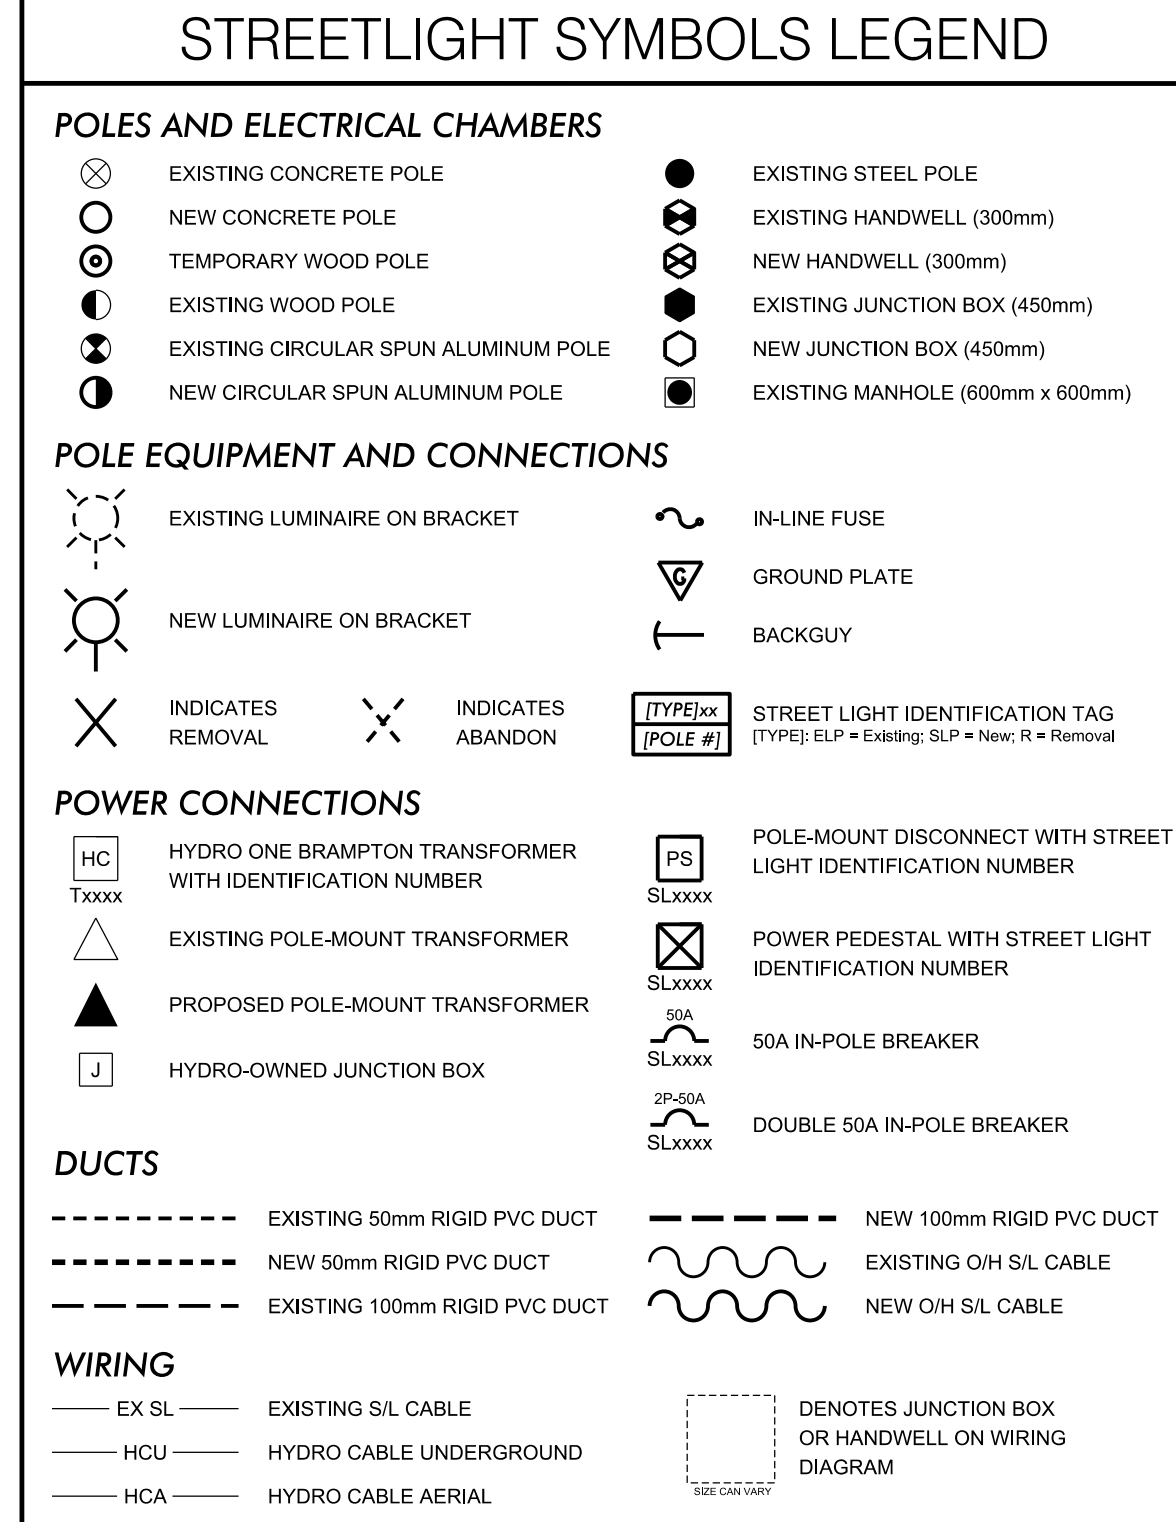 STREETLIGHT SYMBOLS LEGEND
POLES AND ELECTRICAL CHAMBERS
EXISTING CONCRETE POLE
NEW CONCRETE POLE
TEMPORARY WOOD POLE
EXISTING WOOD POLE
EXISTING CIRCULAR SPUN ALUMINUM POLE
NEW CIRCULAR SPUN ALUMINUM POLE
EXISTING STEEL POLE
EXISTING HANDWELL (300mm)
NEW HANDWELL (300mm)
EXISTING JUNCTION BOX (450mm)
NEW JUNCTION BOX (450mm)
EXISTING MANHOLE (600mm x 600mm)
POLE EQUIPMENT AND CONNECTIONS
EXISTING LUMINAIRE ON BRACKET
NEW LUMINAIRE ON BRACKET
INDICATES
REMOVAL
INDICATES
ABANDON
IN-LINE FUSE
G
GROUND PLATE
BACKGUY
[TYPE]xx
[POLE #]
STREET LIGHT IDENTIFICATION TAG
[TYPE]: ELP = Existing; SLP = New; R = Removal
POWER CONNECTIONS
HC
Txxxx
HYDRO ONE BRAMPTON TRANSFORMER
WITH IDENTIFICATION NUMBER
EXISTING POLE-MOUNT TRANSFORMER
PROPOSED POLE-MOUNT TRANSFORMER
J
HYDRO-OWNED JUNCTION BOX
PS
SLxxxx
POLE-MOUNT DISCONNECT WITH STREET
LIGHT IDENTIFICATION NUMBER
SLxxxx
POWER PEDESTAL WITH STREET LIGHT
IDENTIFICATION NUMBER
50A
SLxxxx
50A IN-POLE BREAKER
2P-50A
SLxxxx
DOUBLE 50A IN-POLE BREAKER
DUCTS
EXISTING 50mm RIGID PVC DUCT
NEW 50mm RIGID PVC DUCT
EXISTING 100mm RIGID PVC DUCT
NEW 100mm RIGID PVC DUCT
EXISTING O/H S/L CABLE
NEW O/H S/L CABLE
WIRING
EX SL
EXISTING S/L CABLE
HCU
HYDRO CABLE UNDERGROUND
HCA
HYDRO CABLE AERIAL
SIZE CAN VARY
DENOTES JUNCTION BOX
OR HANDWELL ON WIRING
DIAGRAM